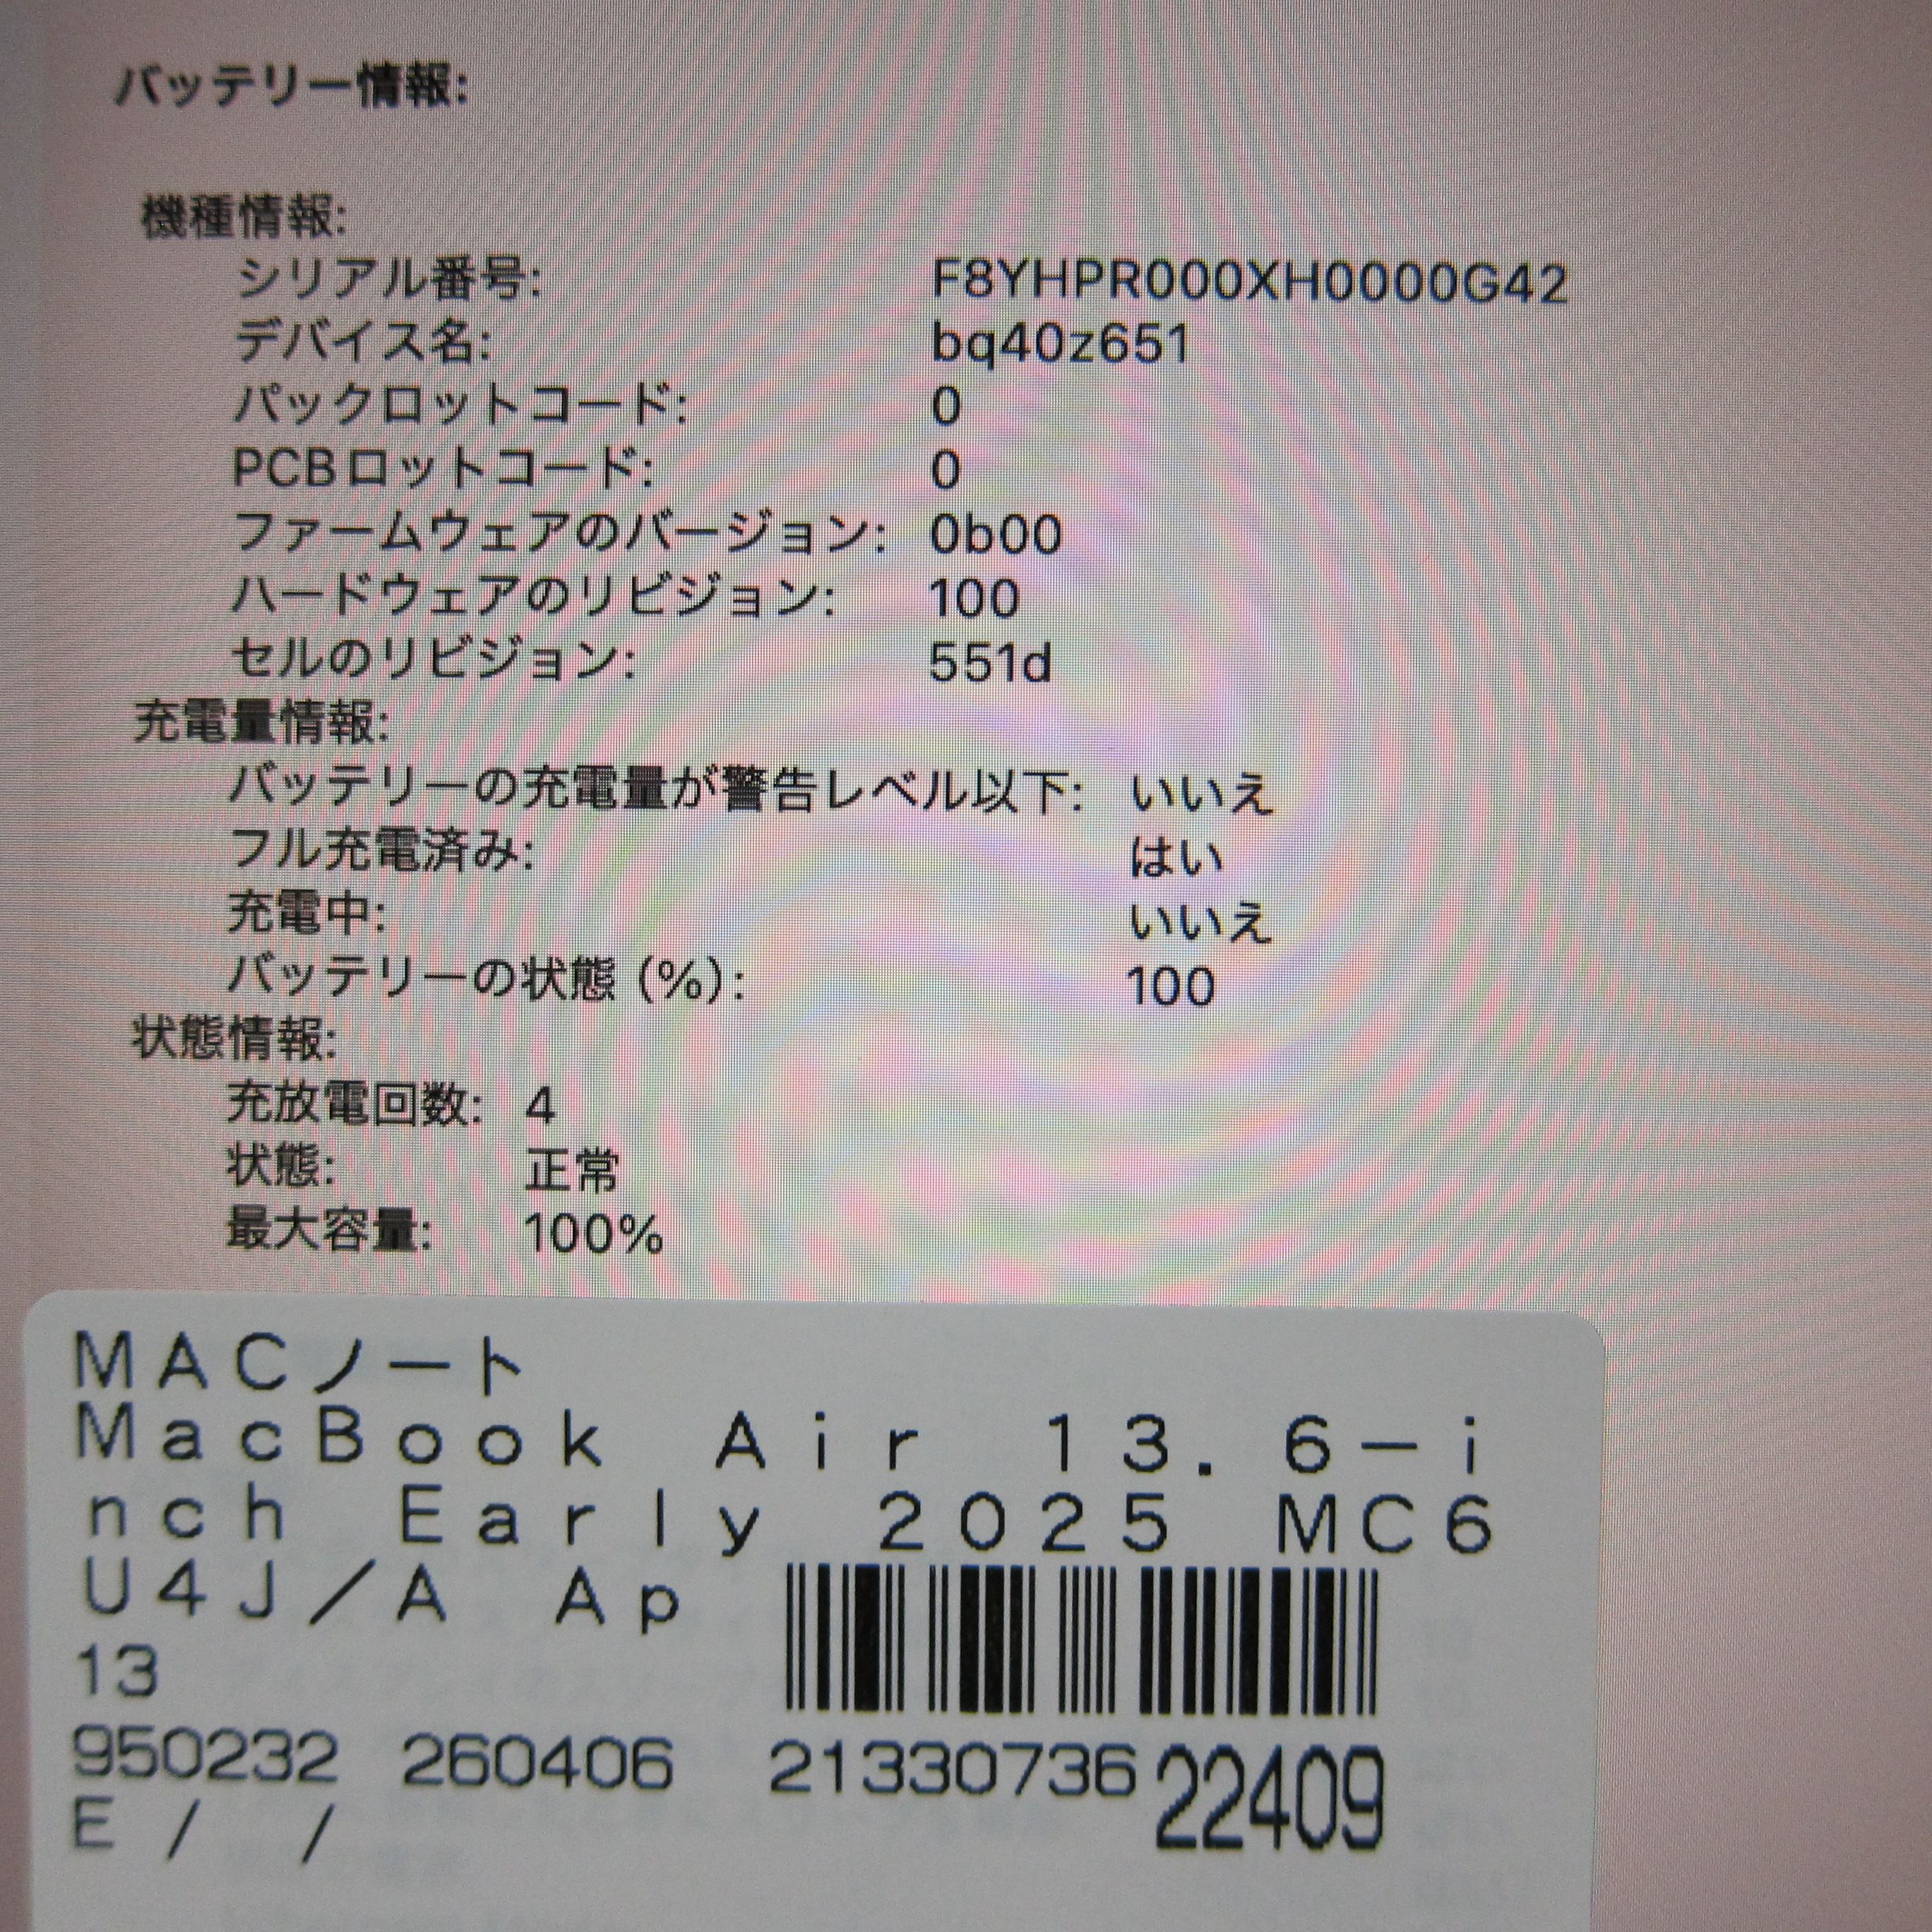 バッテリー情報:
機種情報:
シリアル番号: F8YHPR000XH0000G42
デバイス名: bq40z651
パックロットコード: 0
PCBロットコード: 0
ファームウェアのバージョン: 0b00
ハードウェアのリビジョン: 100
セルのリビジョン: 551d
充電量情報:
バッテリーの充電量が警告レベル以下: いいえ
フル充電済み: はい
充電中: いいえ
バッテリーの状態 (%): 100
状態情報:
充放電回数: 4
状態: 正常
最大容量: 100%
MACノート
MacBook Air 13.6-i
nch Early 2025 MC6
U4J/A Ap
13
950232 260406 21330736 22409
E / /